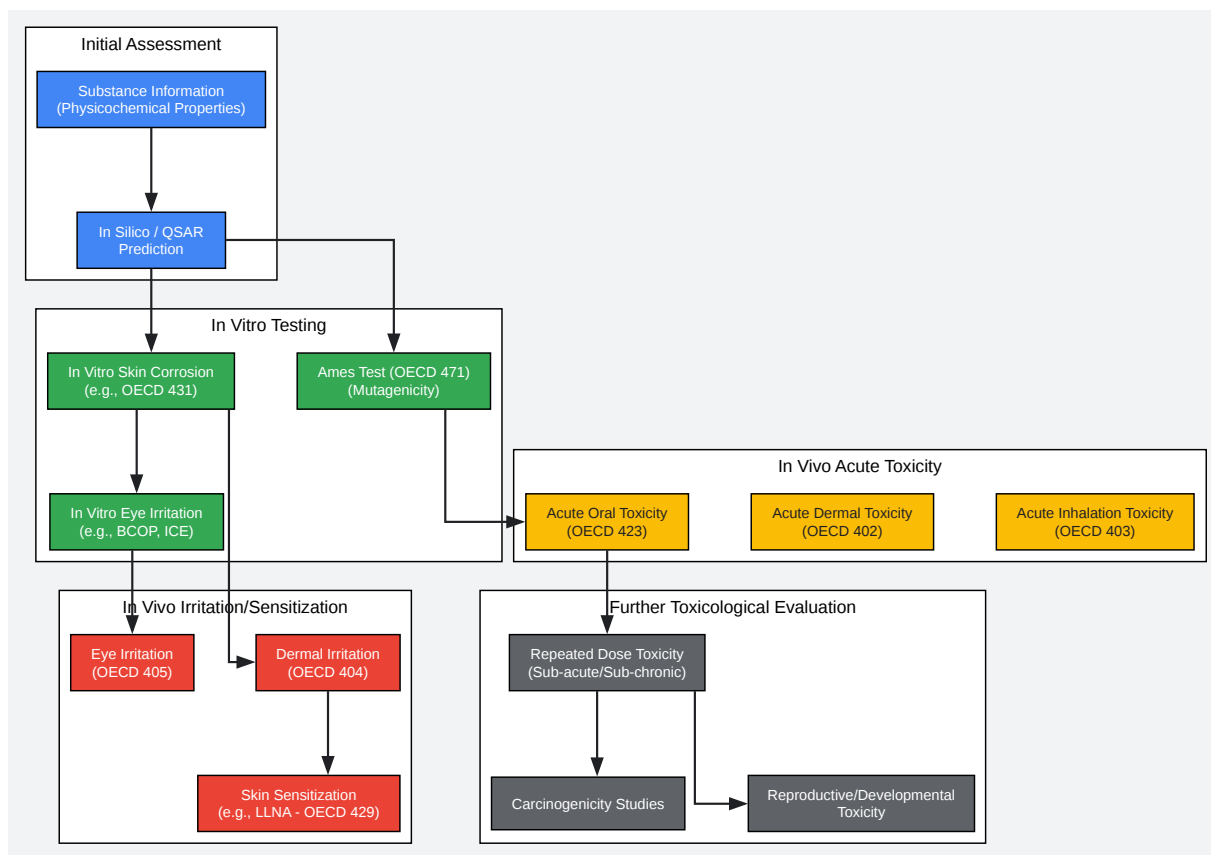 Initial Assessment
Substance Information
(Physicochemical Properties)
In Silico / QSAR
Prediction
In Vitro Testing
In Vitro Skin Corrosion
(e.g., OECD 431)
Ames Test (OECD 471)
(Mutagenicity)
In Vitro Eye Irritation
(e.g., BCOP, ICE)
In Vivo Acute Toxicity
Acute Oral Toxicity
(OECD 423)
Acute Dermal Toxicity
(OECD 402)
Acute Inhalation Toxicity
(OECD 403)
In Vivo Irritation/Sensitization
Eye Irritation
(OECD 405)
Dermal Irritation
(OECD 404)
Skin Sensitization
(e.g., LLNA - OECD 429)
Further Toxicological Evaluation
Repeated Dose Toxicity
(Sub-acute/Sub-chronic)
Carcinogenicity Studies
Reproductive/Developmental
Toxicity